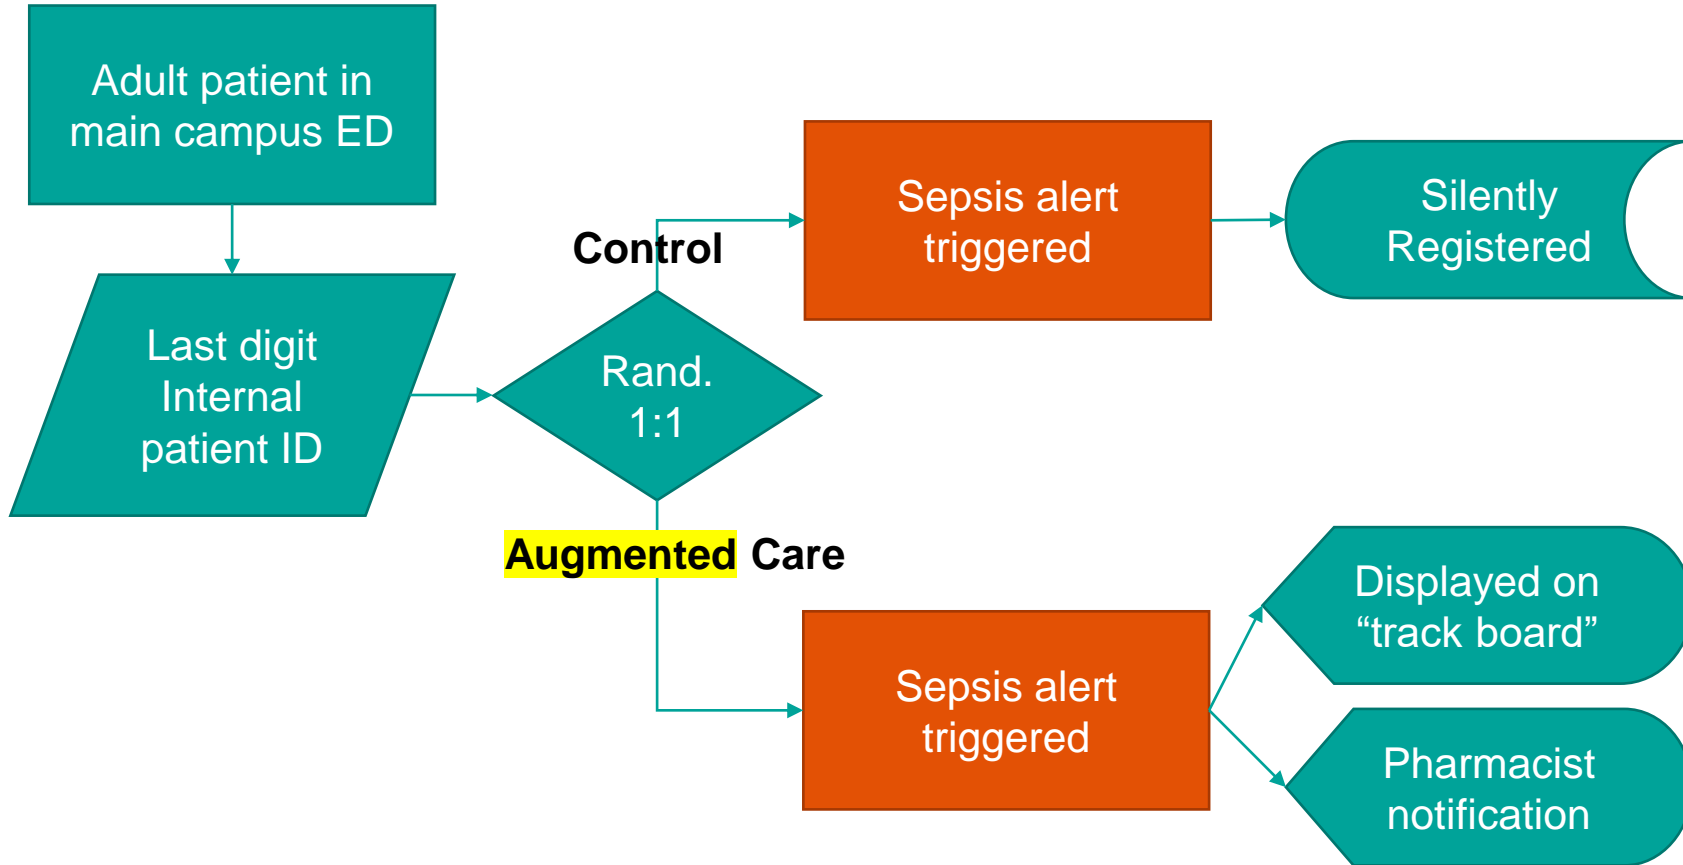 Adult patient in
main campus ED
Last digit
Internal
patient ID
Rand.
1:1
Control
Sepsis alert
triggered
Silently
Registered
Augmented Care
Sepsis alert
triggered
Displayed on
“track board”
Pharmacist
notification